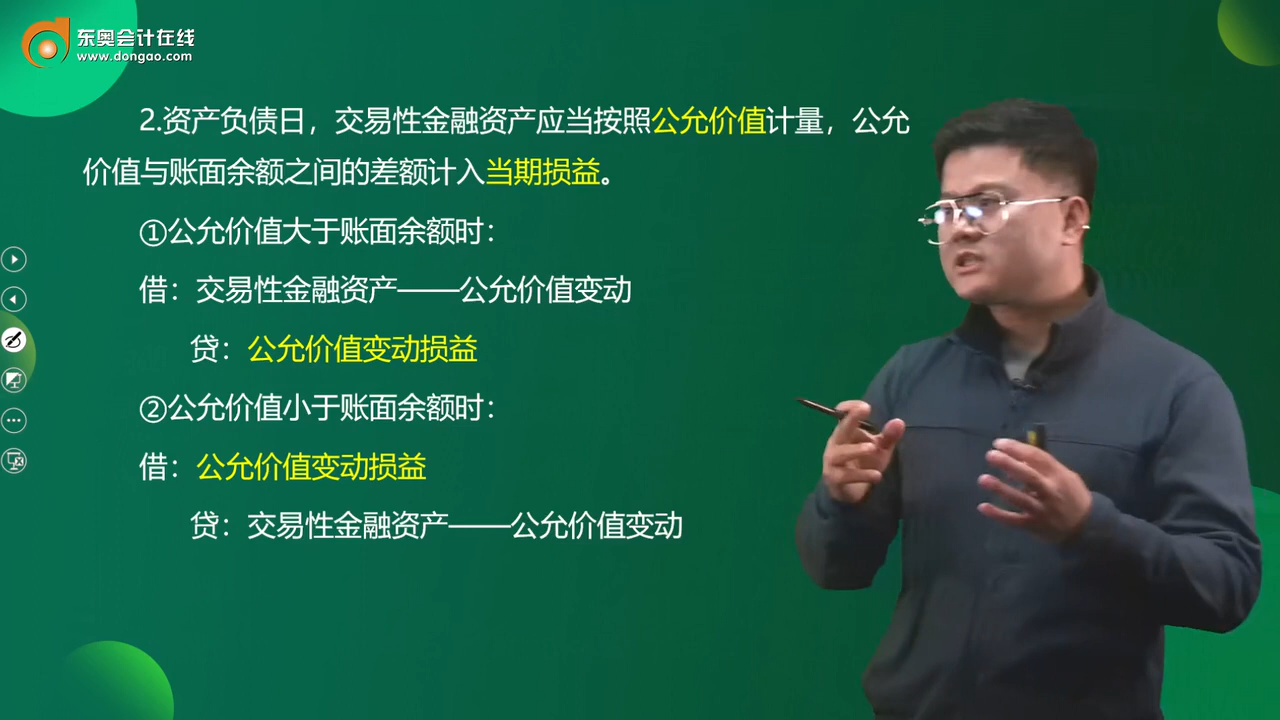 东奥会计在线
www.dongao.com
2.资产负债日，交易性金融资产应当按照公允价值计量，公允
价值与账面余额之间的差额计入当期损益。
①公允价值大于账面余额时：
借：交易性金融资产——公允价值变动
贷：公允价值变动损益
②公允价值小于账面余额时：
借：公允价值变动损益
贷：交易性金融资产——公允价值变动